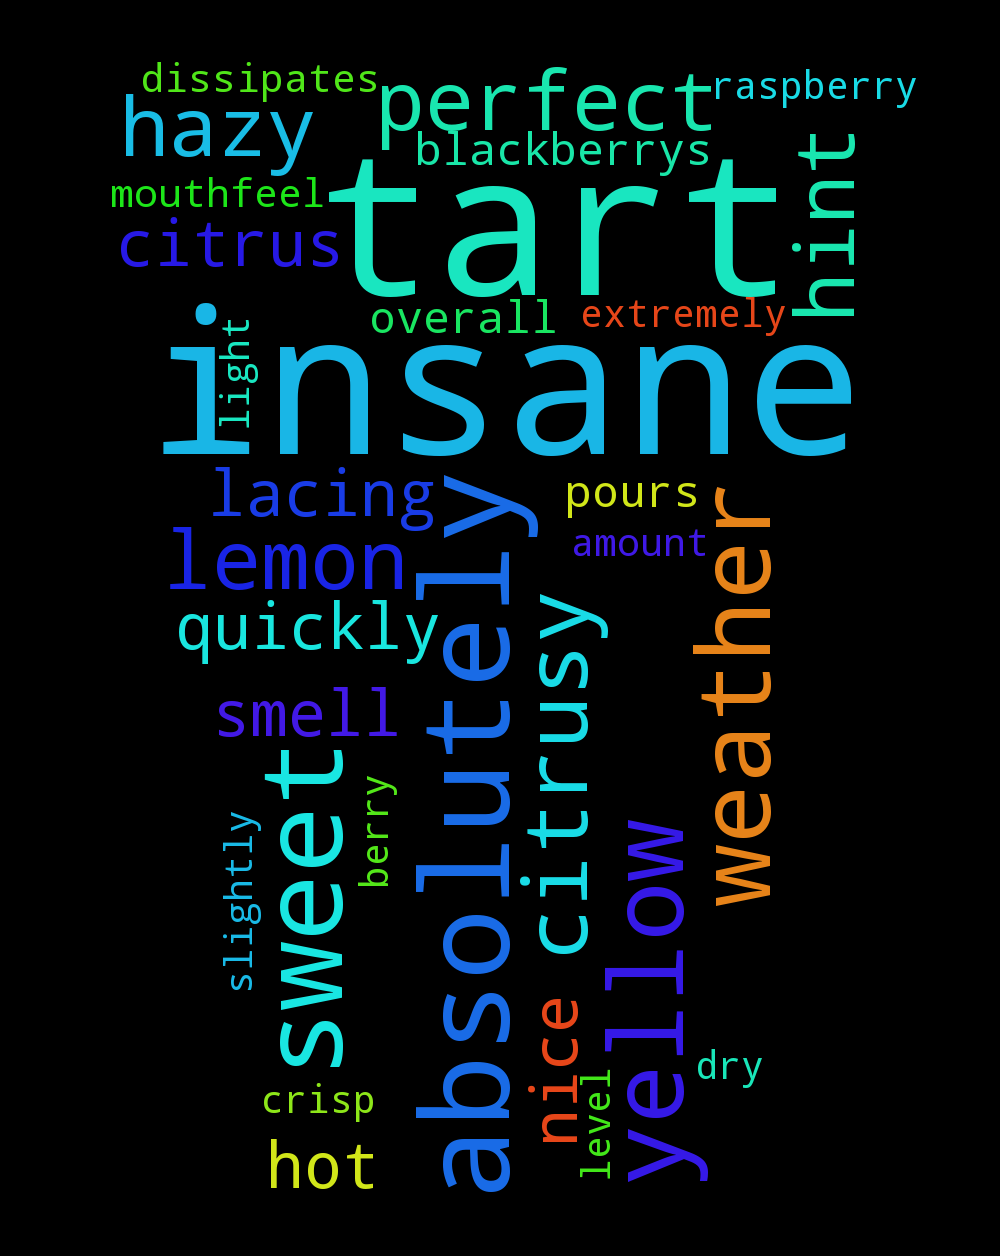 dissipates
perfect
raspberry
hazy
blackberrys
hint
mouthfeel
tart
citrus
overall
extremely
light
insane
lacing
pours
absolutely
weather
lemon
amount
quickly
citrusy
smell
sweet
berry
slightly
yellow
nice
level
dry
crisp
hot